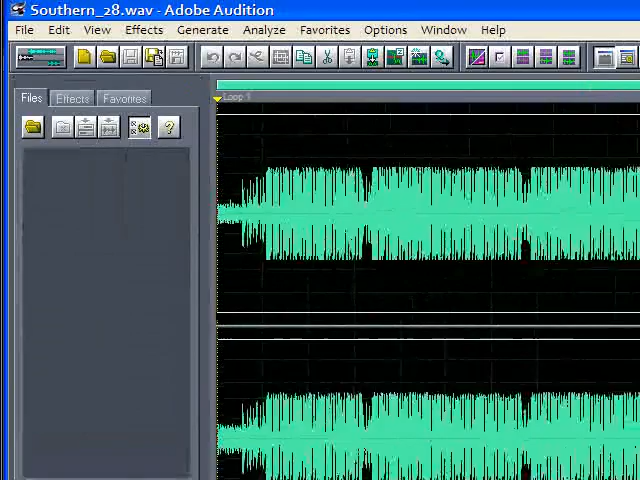 Southern_28.wav - Adobe Audition
File Edit View Effects Generate Analyze Favorites Options Window Help
Files Effects Favorites
Loop 1